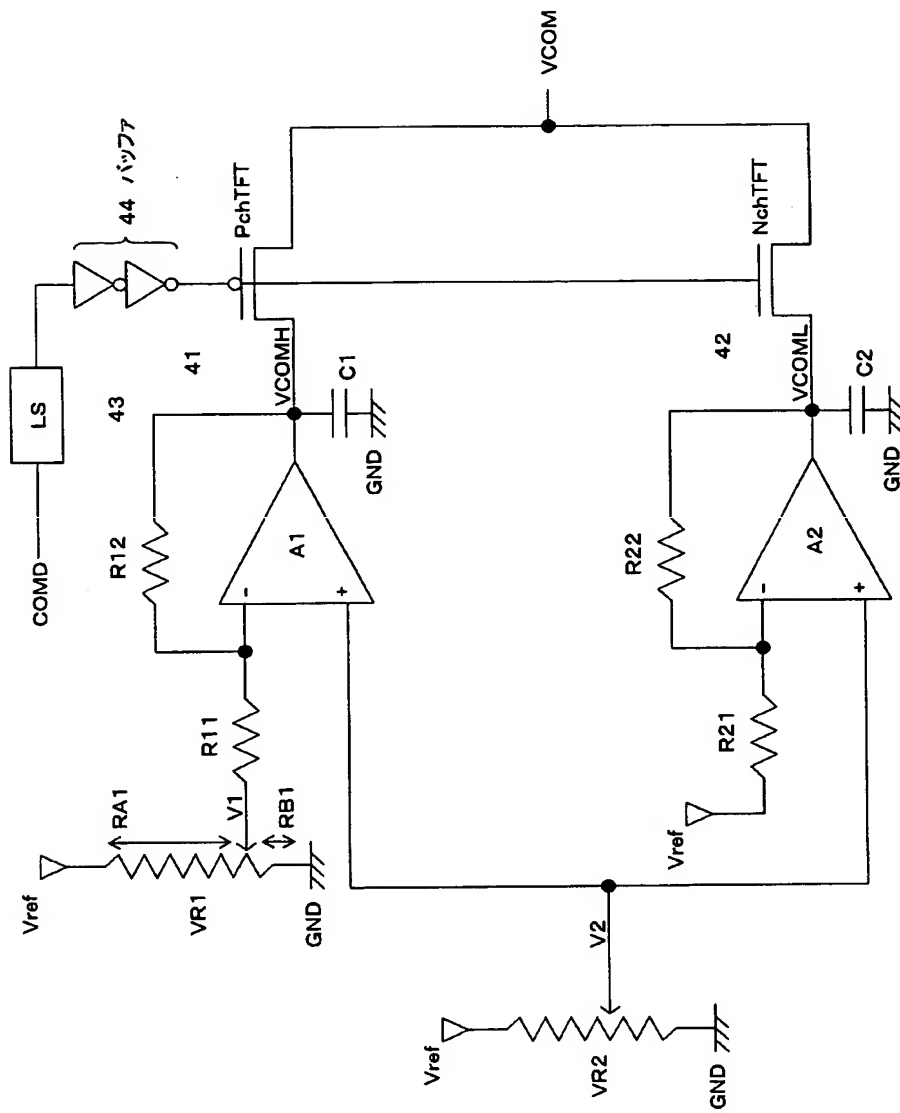 COMD
LS
43
44 バッファ
41
PchTFT
VCOMH
C1
GND
R12
A1
-
+
R11
V1
RA1
RB1
Vref
VR1
GND
VCOM
42
NchTFT
VCOML
C2
GND
R22
A2
-
+
R21
Vref
V2
Vref
VR2
GND